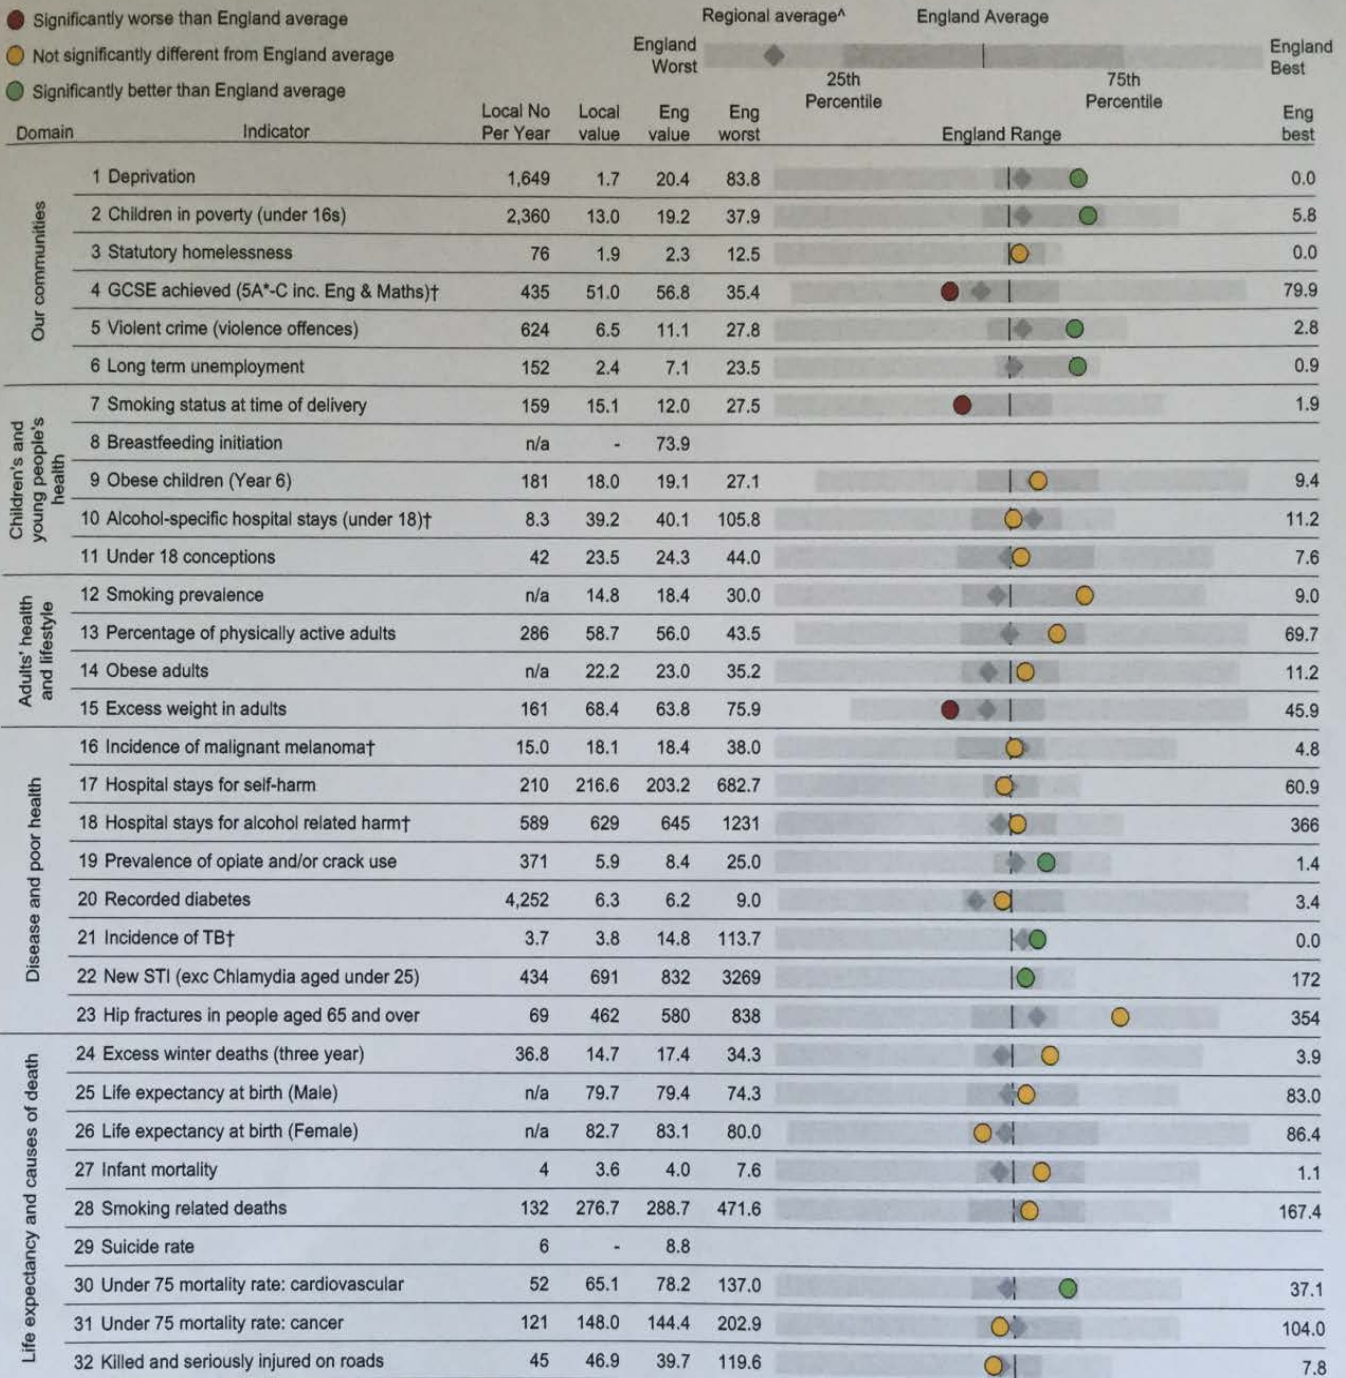 Significantly worse than England average
Not significantly different from England average
Significantly better than England average
Regional average^ England Average
England Worst
England Best
25th Percentile
75th Percentile
Domain Indicator Local No Per Year Local value Eng value Eng worst England Range Eng best
Our communities
1 Deprivation 1,649 1.7 20.4 83.8 0.0
2 Children in poverty (under 16s) 2,360 13.0 19.2 37.9 5.8
3 Statutory homelessness 76 1.9 2.3 12.5 0.0
4 GCSE achieved (5A*-C inc. Eng & Maths)† 435 51.0 56.8 35.4 79.9
5 Violent crime (violence offences) 624 6.5 11.1 27.8 2.8
6 Long term unemployment 152 2.4 7.1 23.5 0.9
Children's and young people's health
7 Smoking status at time of delivery 159 15.1 12.0 27.5 1.9
8 Breastfeeding initiation n/a - 73.9
9 Obese children (Year 6) 181 18.0 19.1 27.1 9.4
10 Alcohol-specific hospital stays (under 18)† 8.3 39.2 40.1 105.8 11.2
11 Under 18 conceptions 42 23.5 24.3 44.0 7.6
Adults' health and lifestyle
12 Smoking prevalence n/a 14.8 18.4 30.0 9.0
13 Percentage of physically active adults 286 58.7 56.0 43.5 69.7
14 Obese adults n/a 22.2 23.0 35.2 11.2
15 Excess weight in adults 161 68.4 63.8 75.9 45.9
Disease and poor health
16 Incidence of malignant melanoma† 15.0 18.1 18.4 38.0 4.8
17 Hospital stays for self-harm 210 216.6 203.2 682.7 60.9
18 Hospital stays for alcohol related harm† 589 629 645 1231 366
19 Prevalence of opiate and/or crack use 371 5.9 8.4 25.0 1.4
20 Recorded diabetes 4,252 6.3 6.2 9.0 3.4
21 Incidence of TB† 3.7 3.8 14.8 113.7 0.0
22 New STI (exc Chlamydia aged under 25) 434 691 832 3269 172
23 Hip fractures in people aged 65 and over 69 462 580 838 354
Life expectancy and causes of death
24 Excess winter deaths (three year) 36.8 14.7 17.4 34.3 3.9
25 Life expectancy at birth (Male) n/a 79.7 79.4 74.3 83.0
26 Life expectancy at birth (Female) n/a 82.7 83.1 80.0 86.4
27 Infant mortality 4 3.6 4.0 7.6 1.1
28 Smoking related deaths 132 276.7 288.7 471.6 167.4
29 Suicide rate 6 - 8.8
30 Under 75 mortality rate: cardiovascular 52 65.1 78.2 137.0 37.1
31 Under 75 mortality rate: cancer 121 148.0 144.4 202.9 104.0
32 Killed and seriously injured on roads 45 46.9 39.7 119.6 7.8